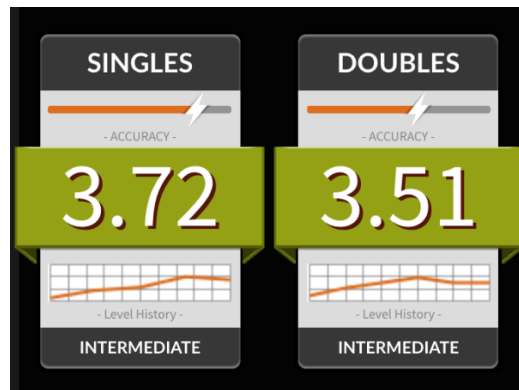 SINGLES
- ACCURACY -
3.72
- Level History -
INTERMEDIATE
DOUBLES
- ACCURACY -
3.51
- Level History -
INTERMEDIATE